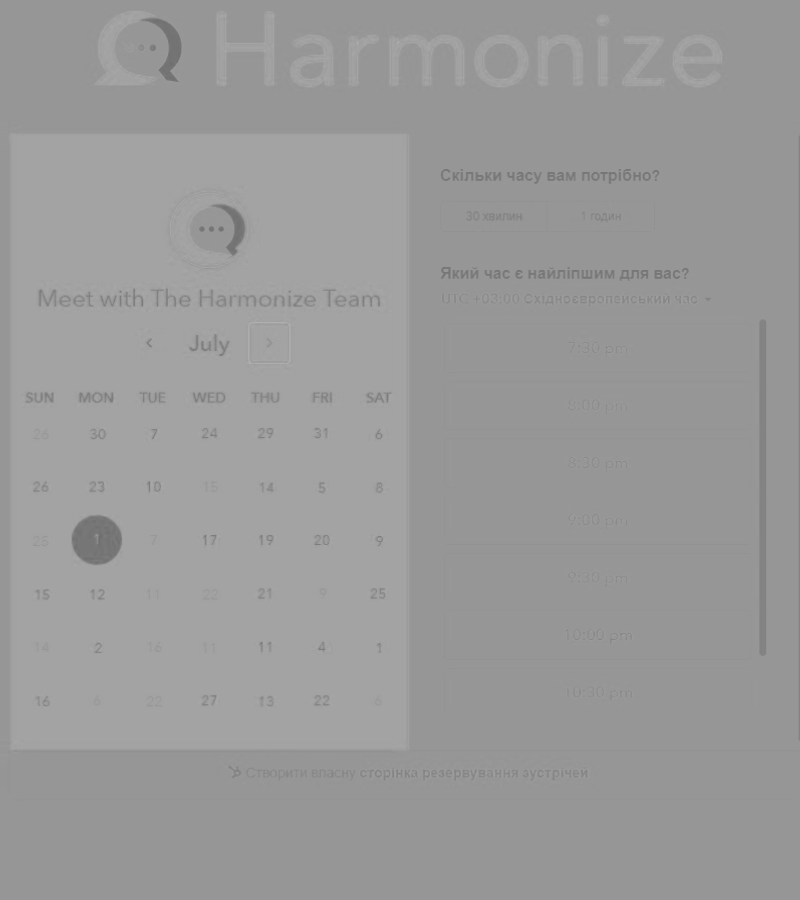 Harmonize
Meet with The Harmonize Team
July
SUN MON TUE WED THU FRI SAT
26 30 7 24 29 31 6
26 23 10 15 14 5 8
25 1 7 17 19 20 9
15 12 11 22 21 9 25
14 2 16 11 11 4 1
16 6 22 27 13 22 6
Скільки часу вам потрібно?
30 хвилин 1 годин
Який час є найліпшим для вас?
UTC +03:00 Східноєвропейський час
7:30 pm
8:00 pm
8:30 pm
9:00 pm
9:30 pm
10:00 pm
10:30 pm
Створити власну сторінка резервування зустрічей